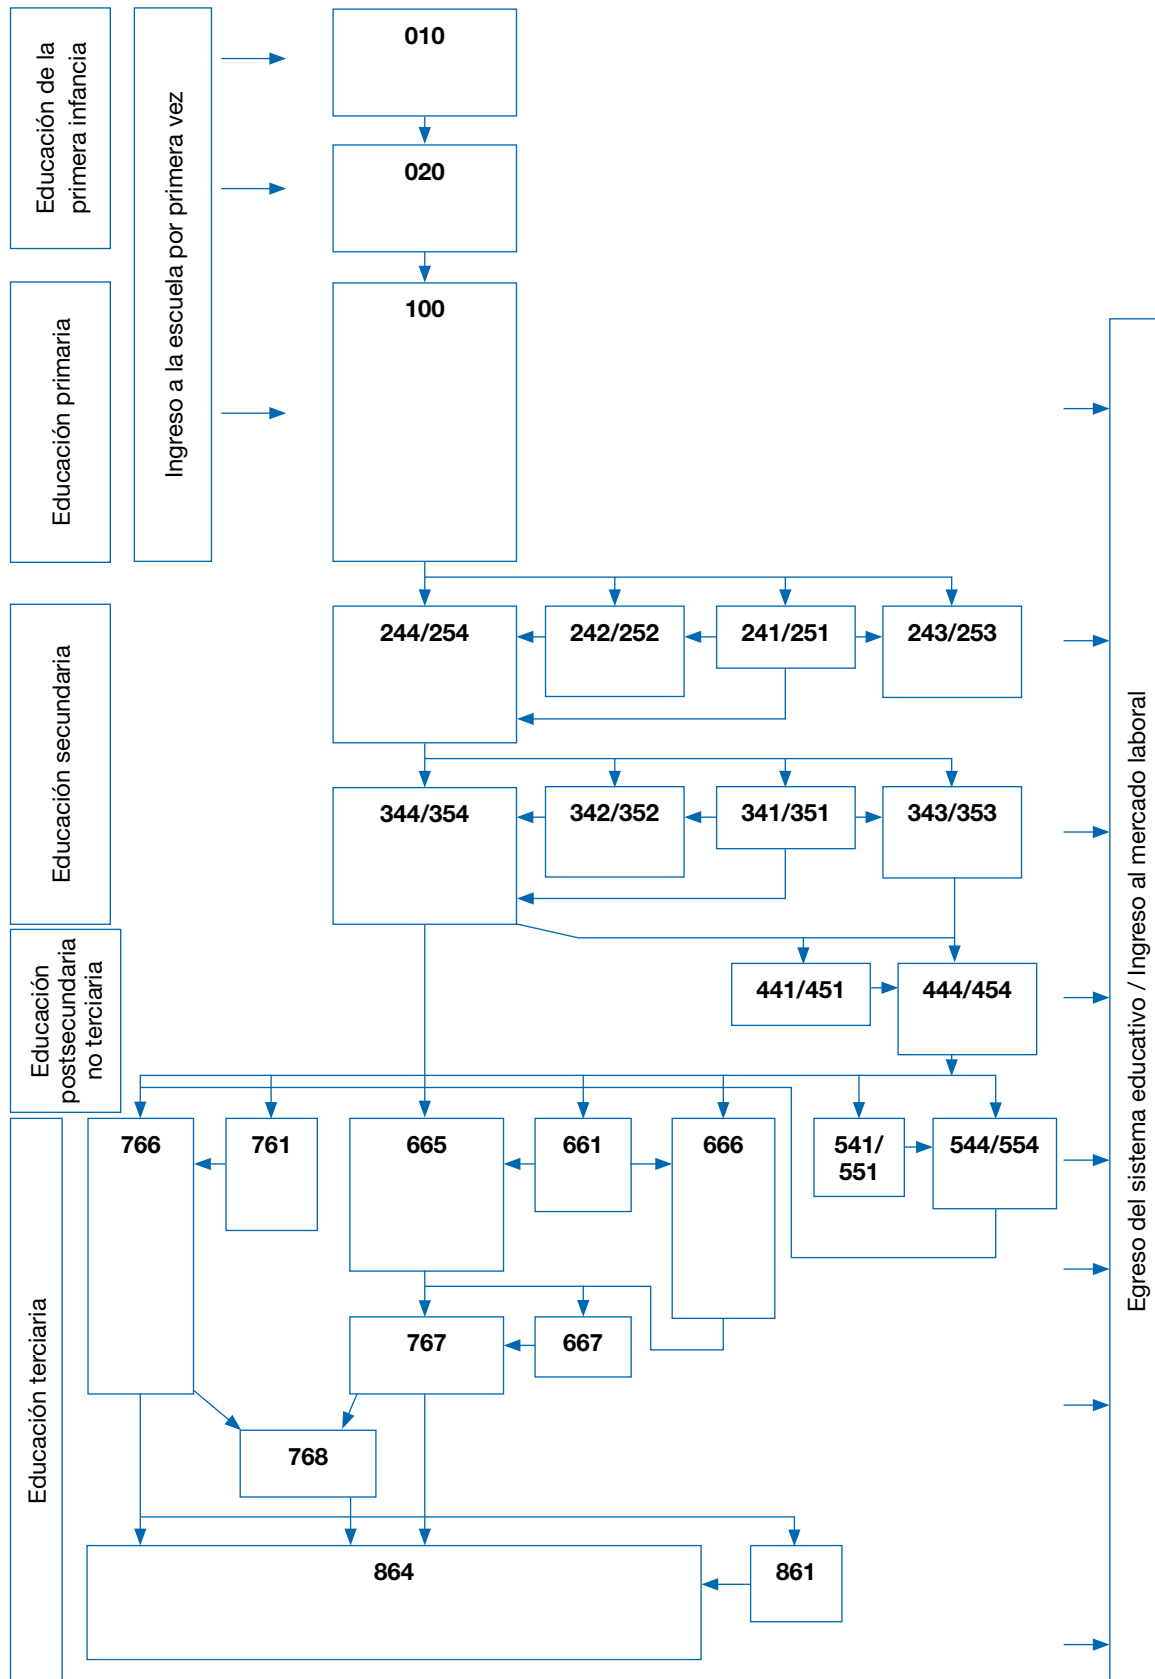 Educación de la
primera infancia
Ingreso a la escuela por primera vez
010
020
Educación primaria
100
Educación secundaria
244/254
242/252
241/251
243/253
344/354
342/352
341/351
343/353
Educación
postsecundaria
no terciaria
441/451
444/454
Educación terciaria
766
761
665
661
666
541/
551
544/554
767
667
768
864
861
Egreso del sistema educativo / Ingreso al mercado laboral